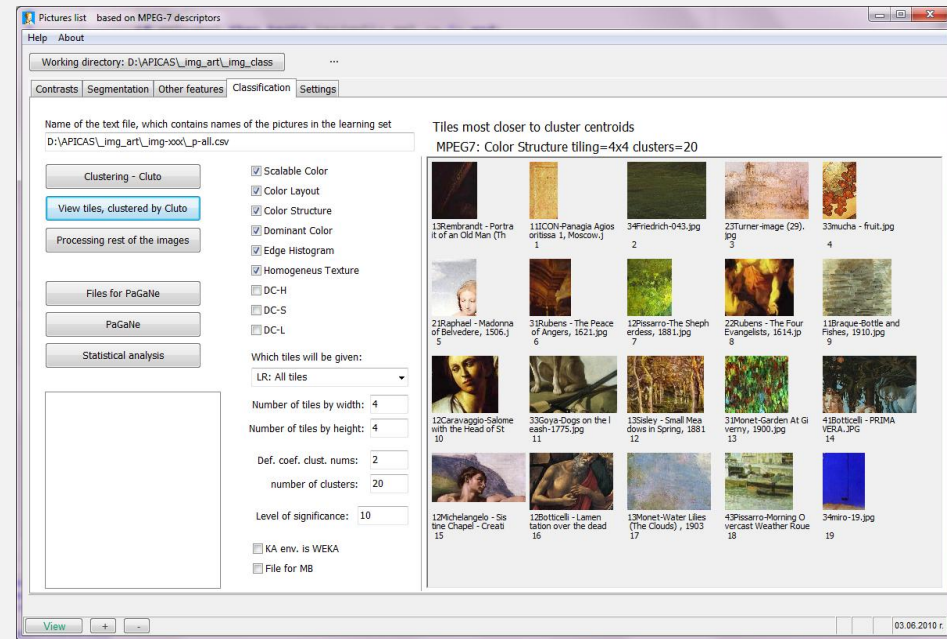 Pictures list   based on MPEG-7 descriptors
Help   About
Working directory: D:\APICAS\_img_art\_img_class   ...
Contrasts   Segmentation   Other features   Classification   Settings
Name of the text file, which contains names of the pictures in the learning set
D:\APICAS\_img_art\_img-xxx\_p-all.csv
Clustering - Cluto
View tiles, clustered by Cluto
Processing rest of the images
Files for PaGaNe
PaGaNe
Statistical analysis
Scalable Color
Color Layout
Color Structure
Dominant Color
Edge Histogram
Homogeneus Texture
DC-H
DC-S
DC-L
Which tiles will be given:
LR: All tiles
Number of tiles by width: 4
Number of tiles by height: 4
Def. coef. clust. nums: 2
number of clusters: 20
Level of significance: 10
KA env. is WEKA
File for MB
Tiles most closer to cluster centroids
MPEG7: Color Structure tiling=4x4 clusters=20
13Rembrandt - Portra
it of an Old Man (Th
11ICON-Panagia Agios
oritissa 1, Moscow.j
1
34Friedrich-043.jpg
2
23Turner-image (29).
jpg
3
33mucha - fruit.jpg
4
21Raphael - Madonna
of Belvedere, 1506.j
5
31Rubens - The Peace
of Angers, 1621.jpg
6
12Pissarro-The Sheph
erdess, 1881.jpg
7
22Rubens - The Four
Evangelists, 1614.jp
8
11Braque-Bottle and
Fishes, 1910.jpg
9
12Caravaggio-Salome
with the Head of St
10
33Goya-Dogs on the l
eash-1775.jpg
11
13Sisley - Small Mea
dows in Spring, 1881
12
31Monet-Garden At Gi
verny, 1900.jpg
13
41Botticelli - PRIMA
VERA.JPG
14
12Michelangelo - Sis
tine Chapel - Creati
15
12Botticelli - Lamen
tation over the dead
16
13Monet-Water Lilies
(The Clouds) , 1903
17
43Pissarro-Morning O
vercast Weather Roue
18
34miro-19.jpg
19
View   +   -
03.06.2010 г.